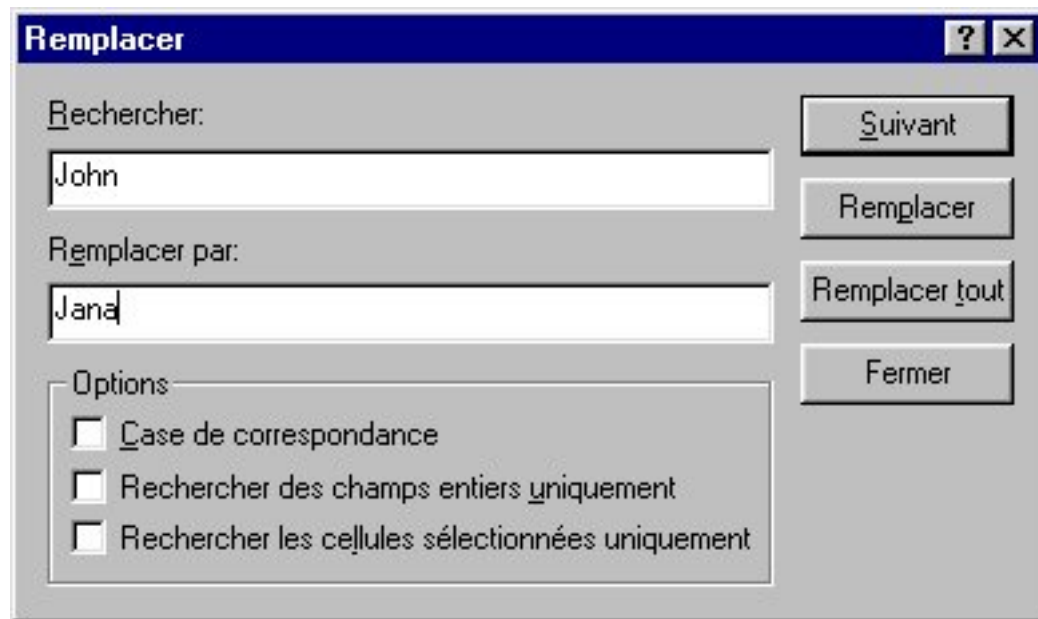 Remplacer
Rechercher:
John
Remplacer par:
Jana
Options
Case de correspondance
Rechercher des champs entiers uniquement
Rechercher les cellules sélectionnées uniquement
Suivant
Remplacer
Remplacer tout
Fermer